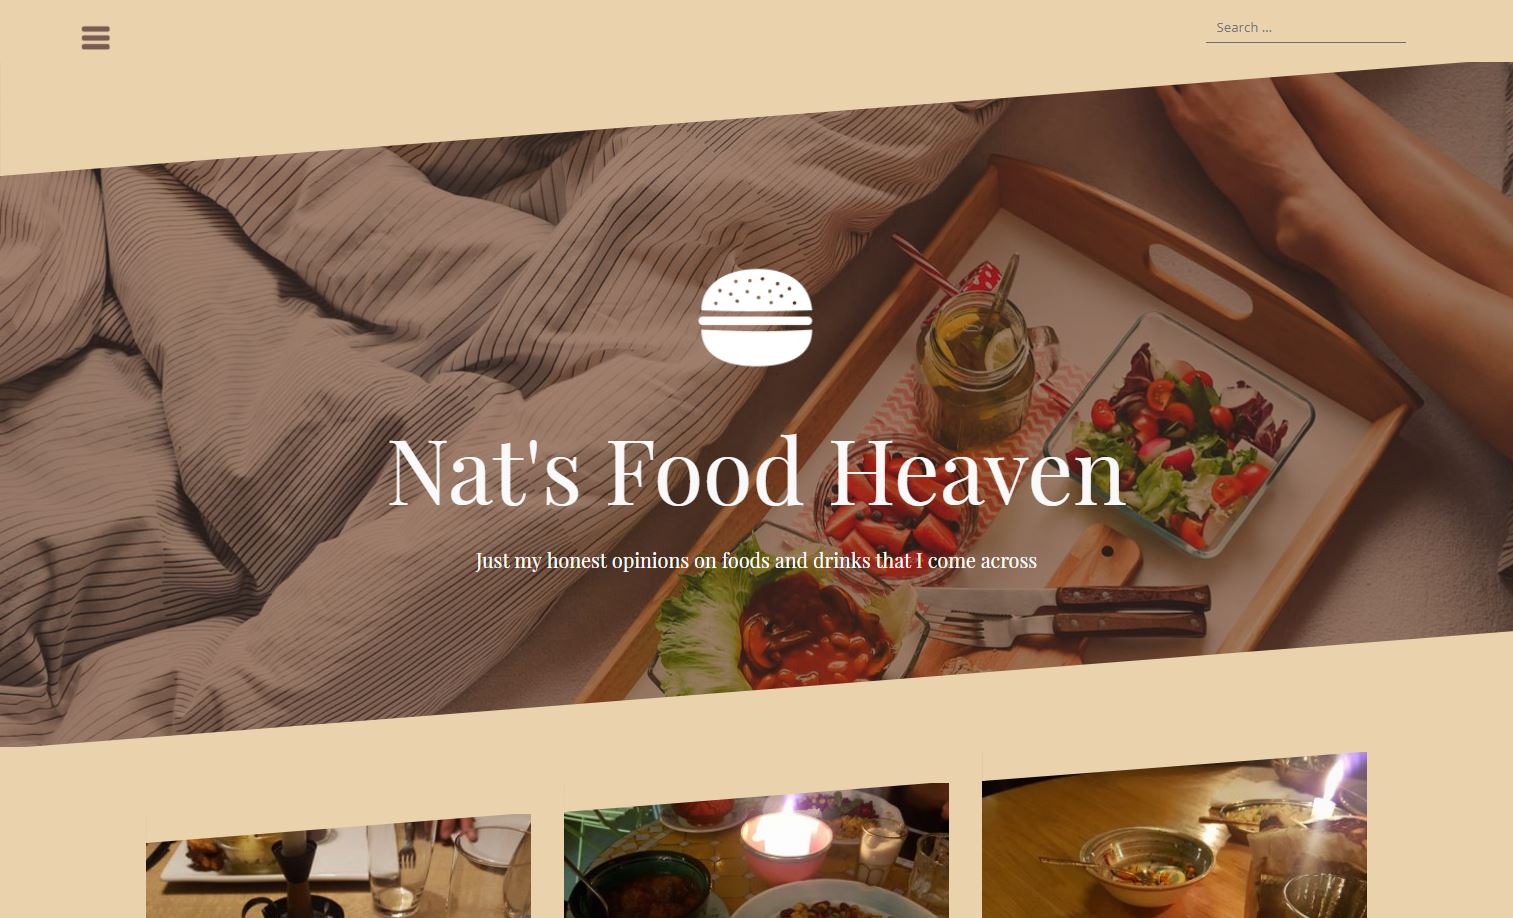 Search ...
Nat's Food Heaven
Just my honest opinions on foods and drinks that I come across